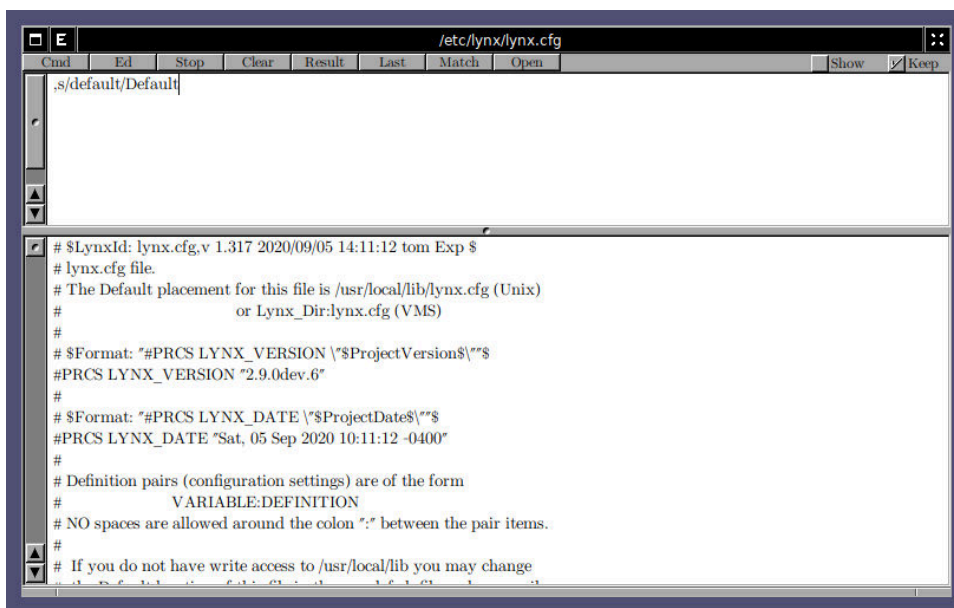 E /etc/lynx/lynx.cfg
Cmd Ed Stop Clear Result Last Match Open Show Keep
,s/default/Default
# $LynxId: lynx.cfg,v 1.317 2020/09/05 14:11:12 tom Exp $
# lynx.cfg file.
# The Default placement for this file is /usr/local/lib/lynx.cfg (Unix)
# or Lynx_Dir:lynx.cfg (VMS)
#
# $Format: "#PRCS LYNX_VERSION \"$ProjectVersion$\""$
#PRCS LYNX_VERSION "2.9.0dev.6"
#
# $Format: "#PRCS LYNX_DATE \"$ProjectDate$\""$
#PRCS LYNX_DATE "Sat, 05 Sep 2020 10:11:12 -0400"
#
# Definition pairs (configuration settings) are of the form
# VARIABLE:DEFINITION
# NO spaces are allowed around the colon ":" between the pair items.
#
# If you do not have write access to /usr/local/lib you may change